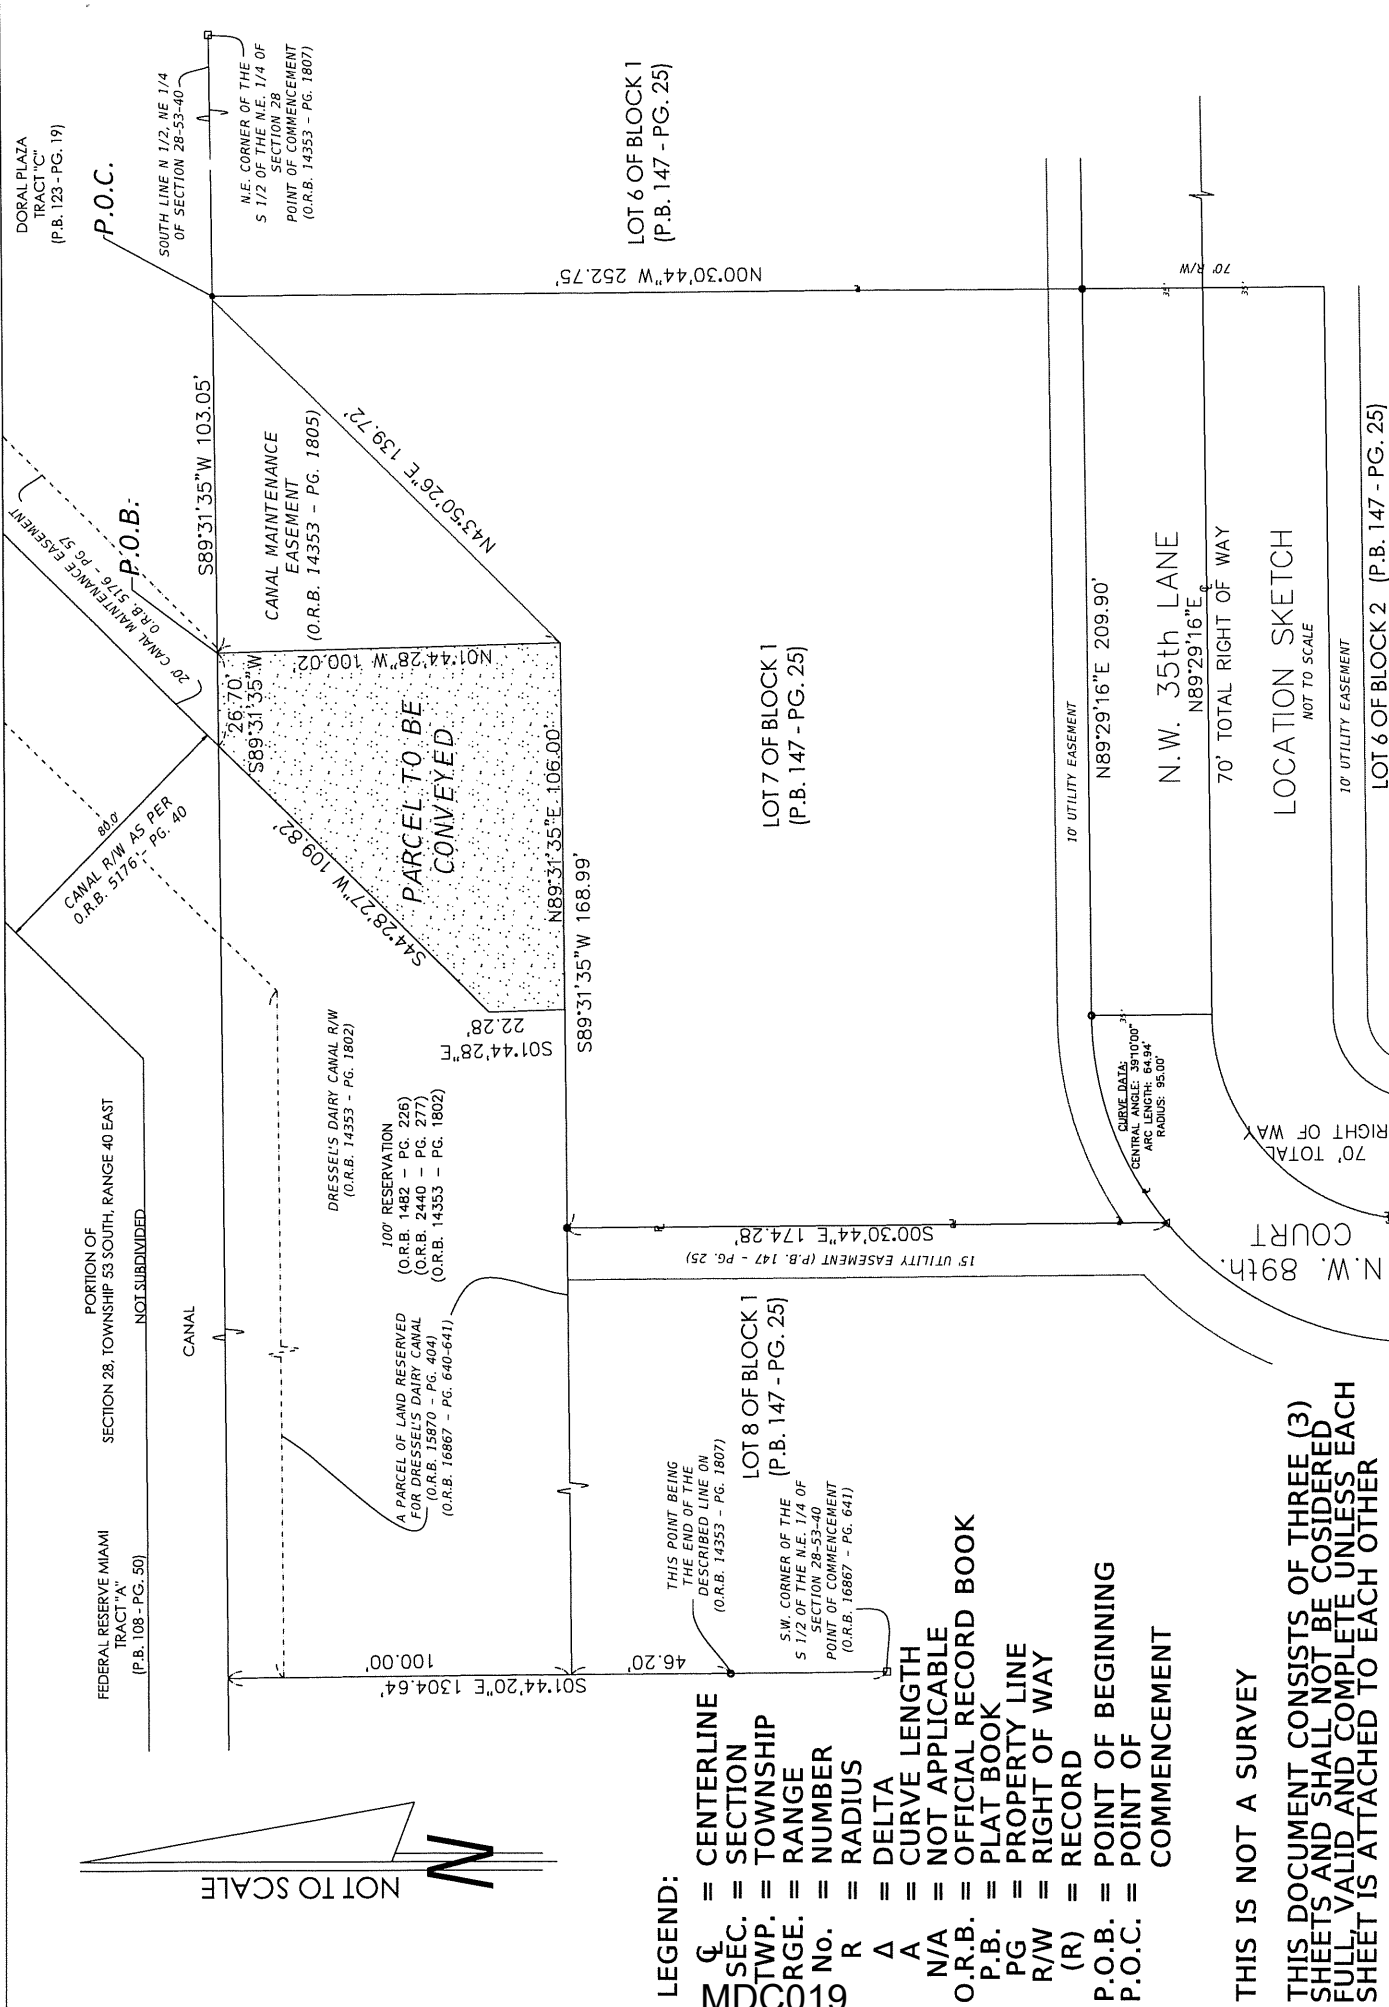 DORAL PLAZA
TRACT "C"
(P.B. 123 - PG. 19)
P.O.C.
SOUTH LINE N 1/2, NE 1/4
OF SECTION 28-53-40
N.E. CORNER OF THE
S 1/2 OF THE N.E. 1/4 OF
SECTION 28
POINT OF COMMENCEMENT
(O.R.B. 14353 - PG. 1807)
LOT 6 OF BLOCK 1
(P.B. 147 - PG. 25)
N00°30'44"W 252.75'
70' R/W
35'
35'
S89°31'35"W 103.05'
P.O.B.
20' CANAL MAINTENANCE EASEMENT
O.R.B. 5176 - PG 57
CANAL MAINTENANCE
EASEMENT
(O.R.B. 14353 - PG. 1805)
N43°50'26"E 139.72'
N01°44'28"W 100.02'
26.70'
S89°31'35"W
PARCEL TO BE
CONVEYED
S44°28'27"W 109.82'
N89°31'35"E 106.00'
S89°31'35"W 168.99'
22.28'
S01°44'28"E
80.0'
CANAL R/W AS PER
O.R.B. 5176 - PG. 40
LOT 7 OF BLOCK 1
(P.B. 147 - PG. 25)
10' UTILITY EASEMENT
N89°29'16"E 209.90'
N.W. 35th LANE
N89°29'16"E ℄
70' TOTAL RIGHT OF WAY
LOCATION SKETCH
NOT TO SCALE
10' UTILITY EASEMENT
LOT 6 OF BLOCK 2 (P.B. 147 - PG. 25)
35'
CURVE DATA:
CENTRAL ANGLE: 39°10'00"
ARC LENGTH: 64.94'
RADIUS: 95.00'
70' TOTAL
RIGHT OF WAY
N.W. 89th.
COURT
S00°30'44"E 174.28'
15' UTILITY EASEMENT (P.B. 147 - PG. 25)
DRESSEL'S DAIRY CANAL R/W
(O.R.B. 14353 - PG. 1802)
100' RESERVATION
(O.R.B. 1482 - PG. 226)
(O.R.B. 2440 - PG. 277)
(O.R.B. 14353 - PG. 1802)
PORTION OF
SECTION 28, TOWNSHIP 53 SOUTH, RANGE 40 EAST
NOT SUBDIVIDED
CANAL
A PARCEL OF LAND RESERVED
FOR DRESSEL'S DAIRY CANAL
(O.R.B. 15870 - PG. 404)
(O.R.B. 16867 - PG. 640-641)
LOT 8 OF BLOCK 1
(P.B. 147 - PG. 25)
THIS POINT BEING
THE END OF THE
DESCRIBED LINE ON
(O.R.B. 14353 - PG. 1807)
S.W. CORNER OF THE
S 1/2 OF THE N.E. 1/4 OF
SECTION 28-53-40
POINT OF COMMENCEMENT
(O.R.B. 16867 - PG. 641)
FEDERAL RESERVE MIAMI
TRACT "A"
(P.B. 108 - PG. 50)
100.00'
S01°44'20"E 1304.64'
46.20'
NOT TO SCALE
N
LEGEND:
℄ = CENTERLINE
SEC. = SECTION
TWP. = TOWNSHIP
RGE. = RANGE
No. = NUMBER
R = RADIUS
Δ = DELTA
A = CURVE LENGTH
N/A = NOT APPLICABLE
O.R.B. = OFFICIAL RECORD BOOK
P.B. = PLAT BOOK
PG = PROPERTY LINE
R/W = RIGHT OF WAY
(R) = RECORD
P.O.B. = POINT OF BEGINNING
P.O.C. = POINT OF
COMMENCEMENT
THIS IS NOT A SURVEY
THIS DOCUMENT CONSISTS OF THREE (3)
SHEETS AND SHALL NOT BE COSIDERED
FULL, VALID AND COMPLETE UNLESS EACH
SHEET IS ATTACHED TO EACH OTHER
MDC019